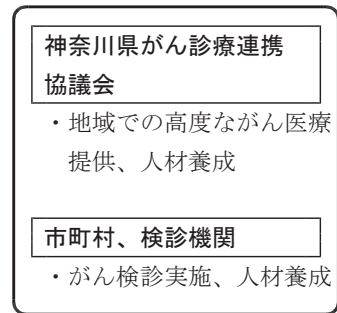 神奈川県がん診療連携
協議会
・地域での高度ながん医療
提供、人材養成
市町村、検診機関
・がん検診実施、人材養成